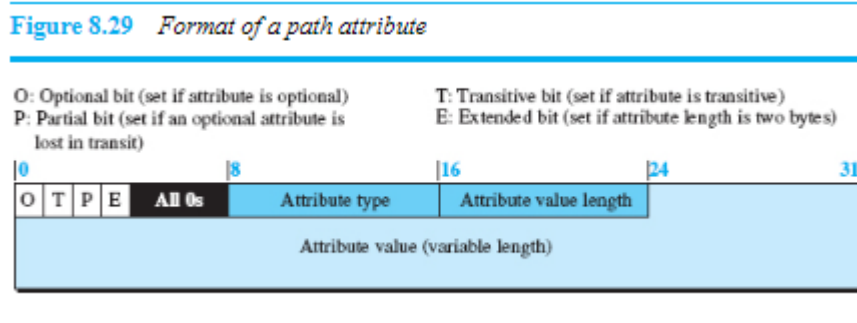 Figure 8.29 Format of a path attribute
O: Optional bit (set if attribute is optional)
P: Partial bit (set if an optional attribute is
lost in transit)
T: Transitive bit (set if attribute is transitive)
E: Extended bit (set if attribute length is two bytes)
0 8 16 24 31
O T P E All 0s Attribute type Attribute value length
Attribute value (variable length)